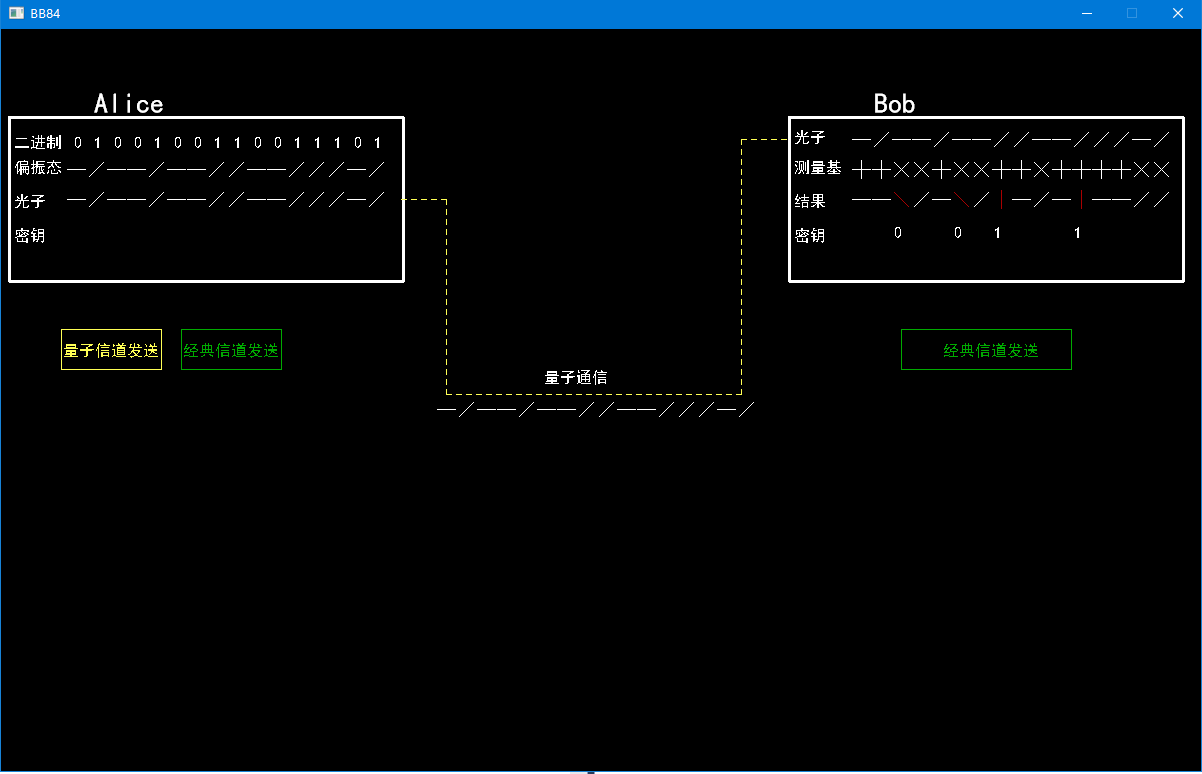 BB84
Alice
二进制 0 1 0 0 1 0 0 1 1 0 0 1 1 1 0 1
偏振态 —／——／——／／——／／／—／
光子 —／——／——／／——／／／—／
密钥
量子信道发送 经典信道发送
量子通信
—／——／——／／——／／／—／
Bob
光子 —／——／——／／——／／／—／
测量基 ＋＋××＋××＋＋×＋＋＋＋××
结果 ——＼／—＼／｜—／—｜——／／
密钥 0 0 1 1
经典信道发送